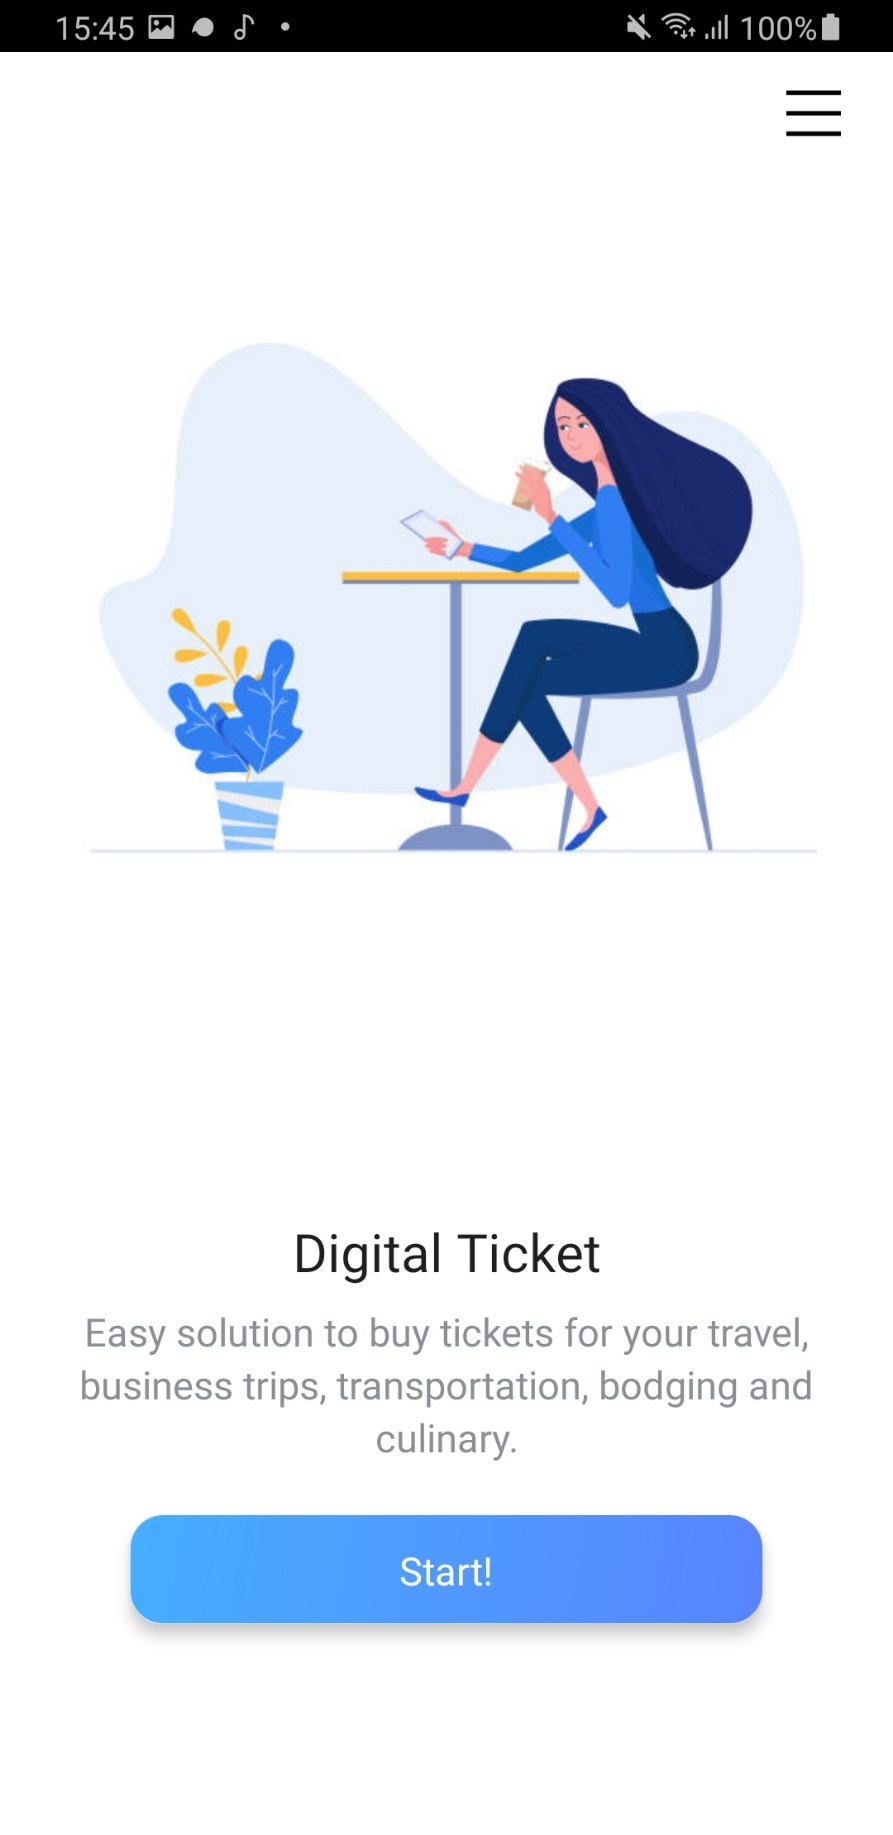 15:45 100%
Digital Ticket
Easy solution to buy tickets for your travel,
business trips, transportation, bodging and
culinary.
Start!